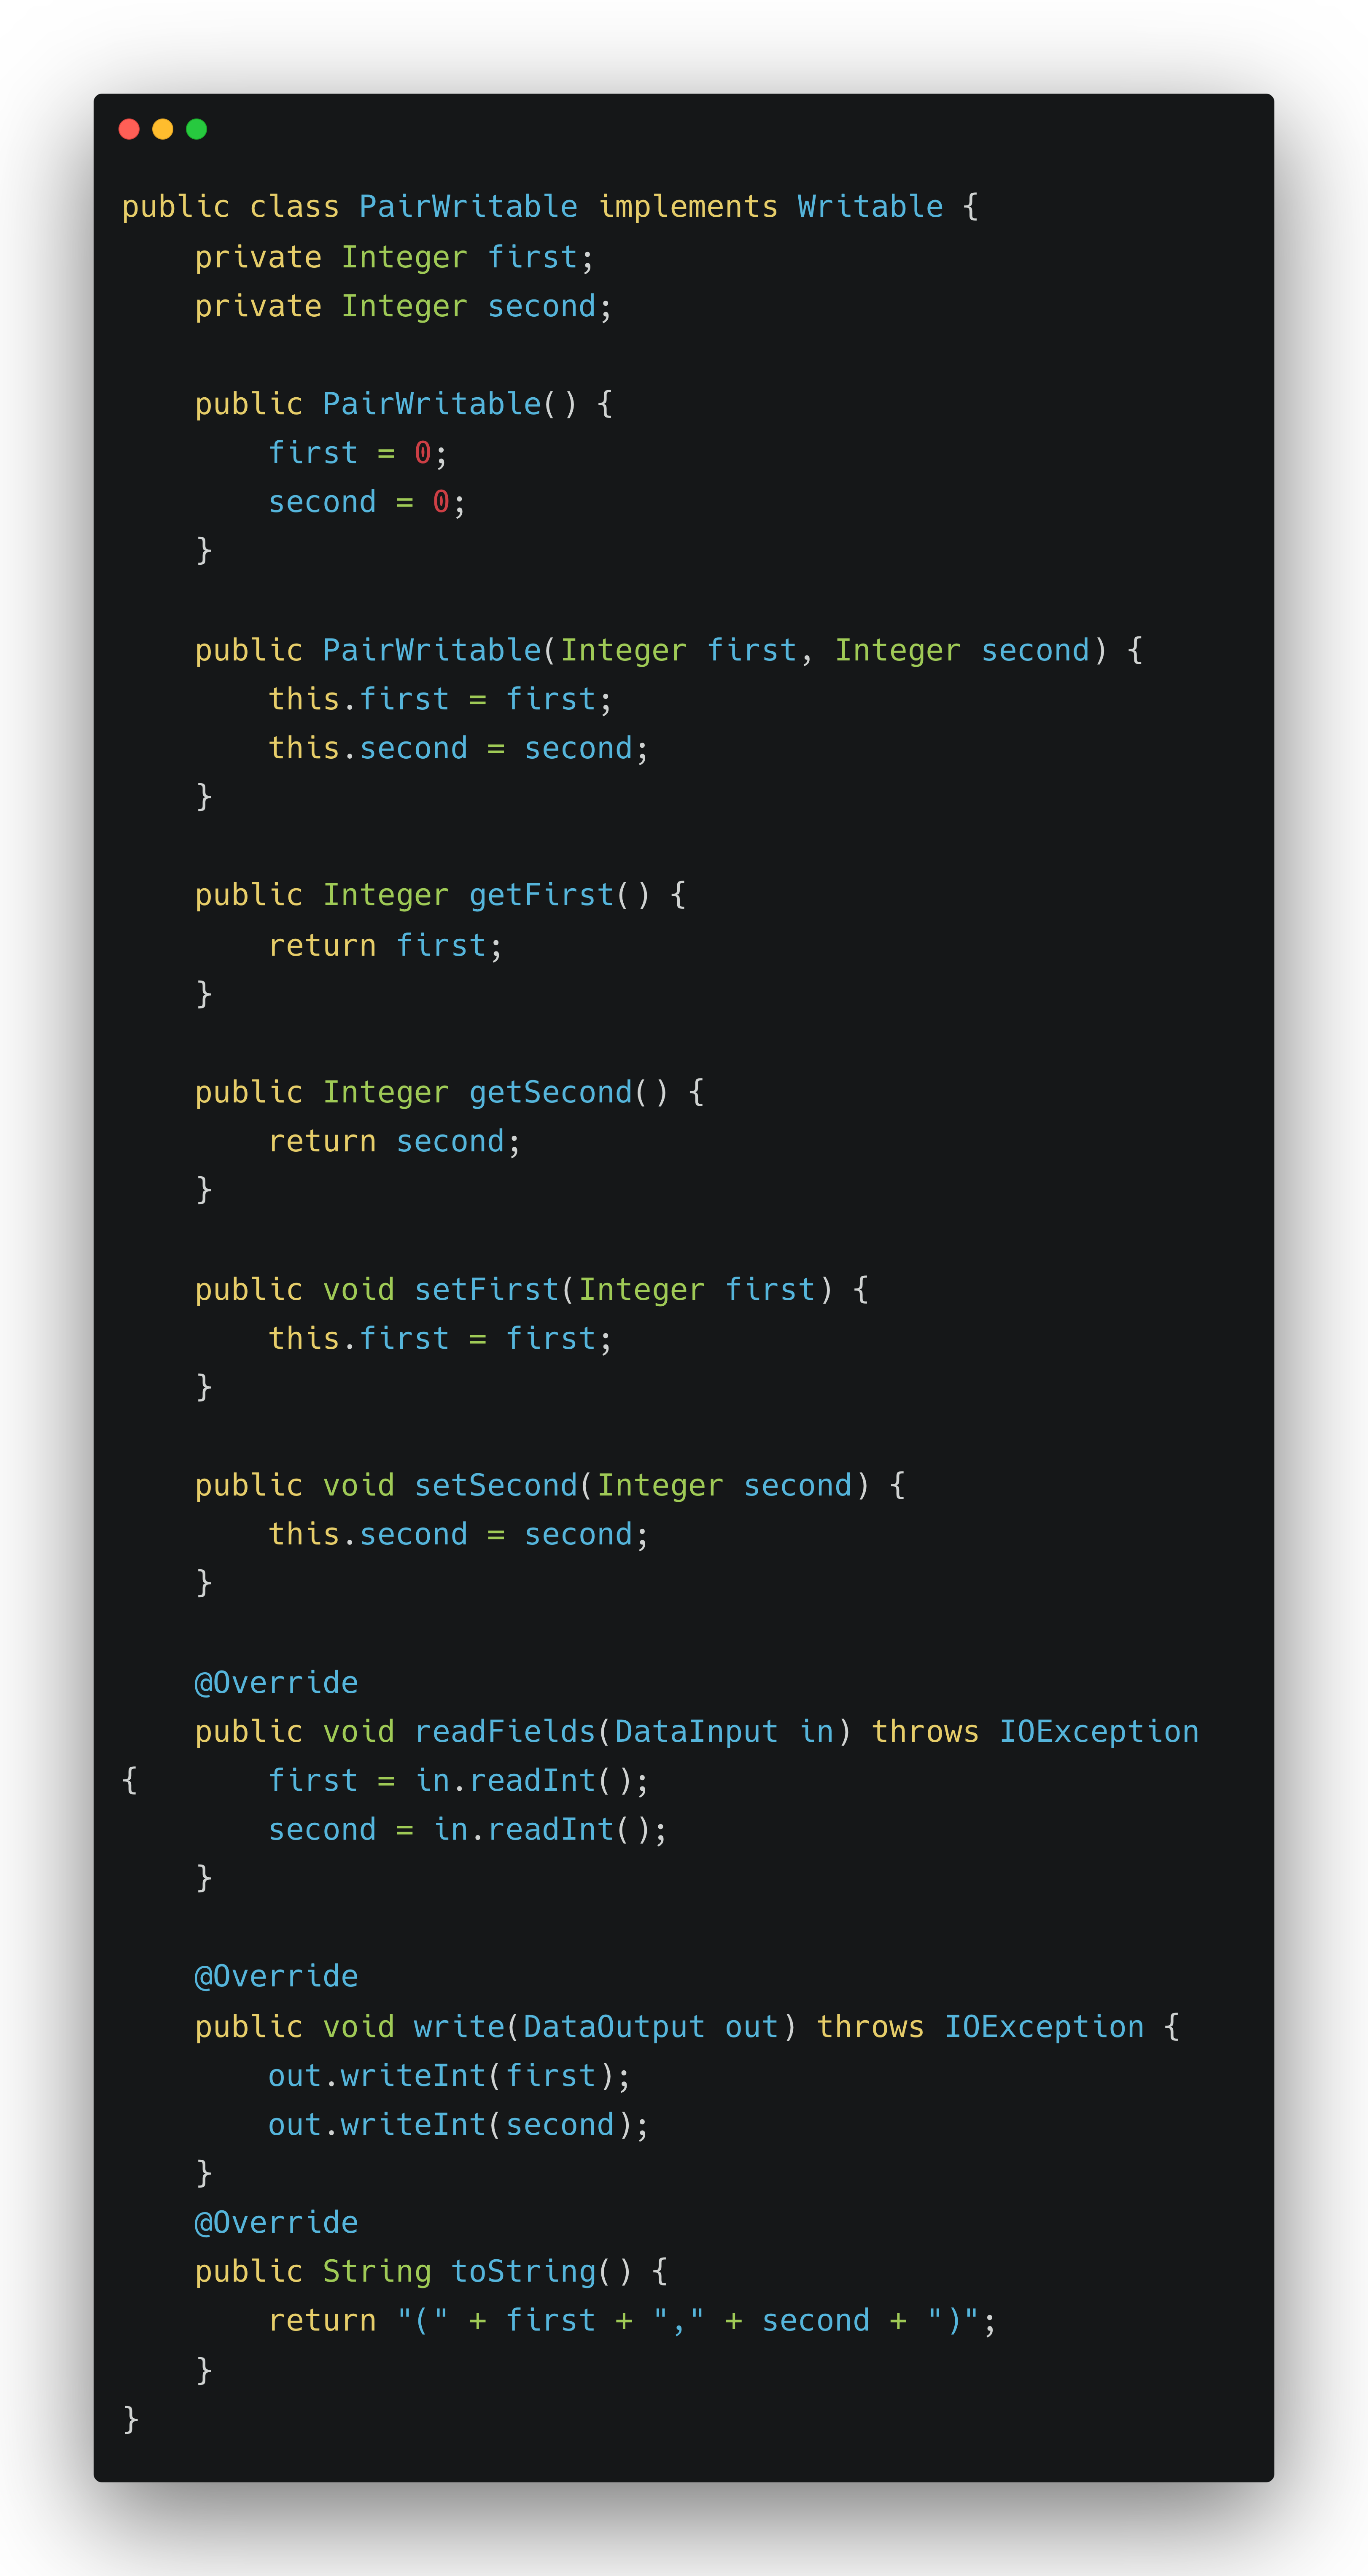 public class PairWritable implements Writable {
    private Integer first;
    private Integer second;

    public PairWritable() {
        first = 0;
        second = 0;
    }

    public PairWritable(Integer first, Integer second) {
        this.first = first;
        this.second = second;
    }

    public Integer getFirst() {
        return first;
    }

    public Integer getSecond() {
        return second;
    }

    public void setFirst(Integer first) {
        this.first = first;
    }

    public void setSecond(Integer second) {
        this.second = second;
    }

    @Override
    public void readFields(DataInput in) throws IOException
{       first = in.readInt();
        second = in.readInt();
    }

    @Override
    public void write(DataOutput out) throws IOException {
        out.writeInt(first);
        out.writeInt(second);
    }
    @Override
    public String toString() {
        return "(" + first + "," + second + ")";
    }
}